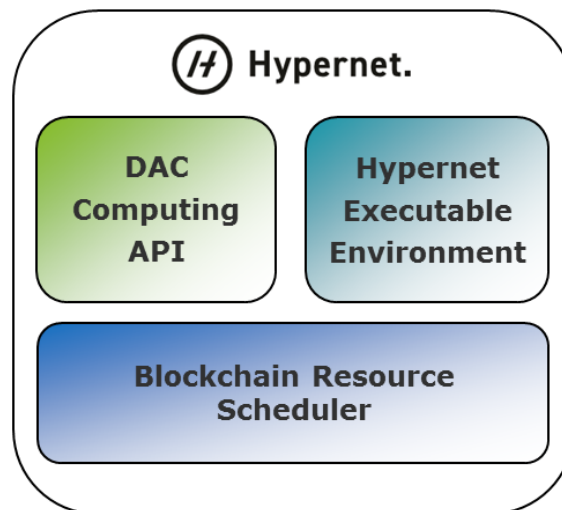 Hypernet.
DAC
Computing
API
Hypernet
Executable
Environment
Blockchain Resource
Scheduler